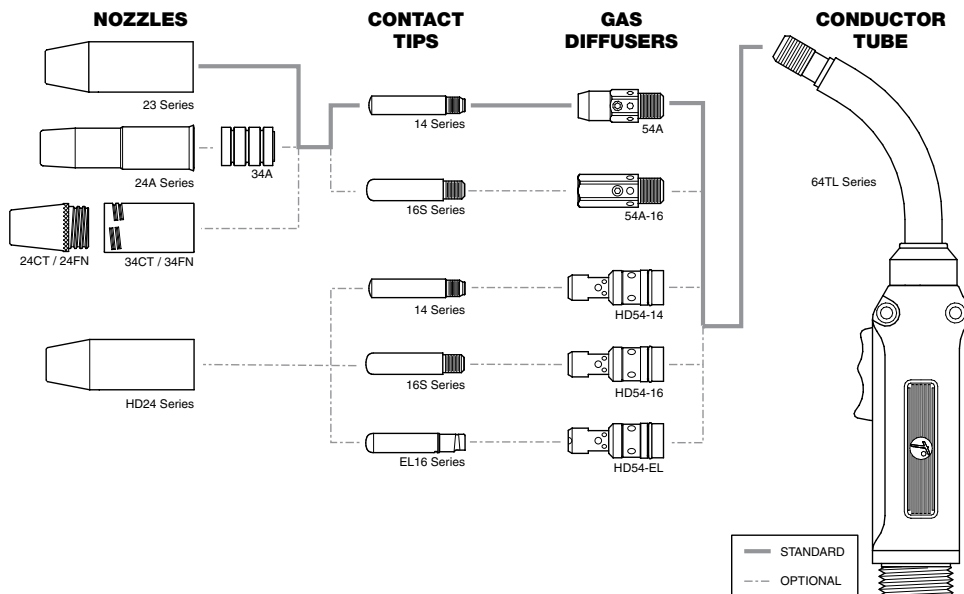 NOZZLES
CONTACT
TIPS
GAS
DIFFUSERS
CONDUCTOR
TUBE
23 Series
14 Series
54A
24A Series
34A
16S Series
54A-16
64TL Series
24CT / 24FN
34CT / 34FN
14 Series
HD54-14
HD24 Series
16S Series
HD54-16
EL16 Series
HD54-EL
STANDARD
OPTIONAL